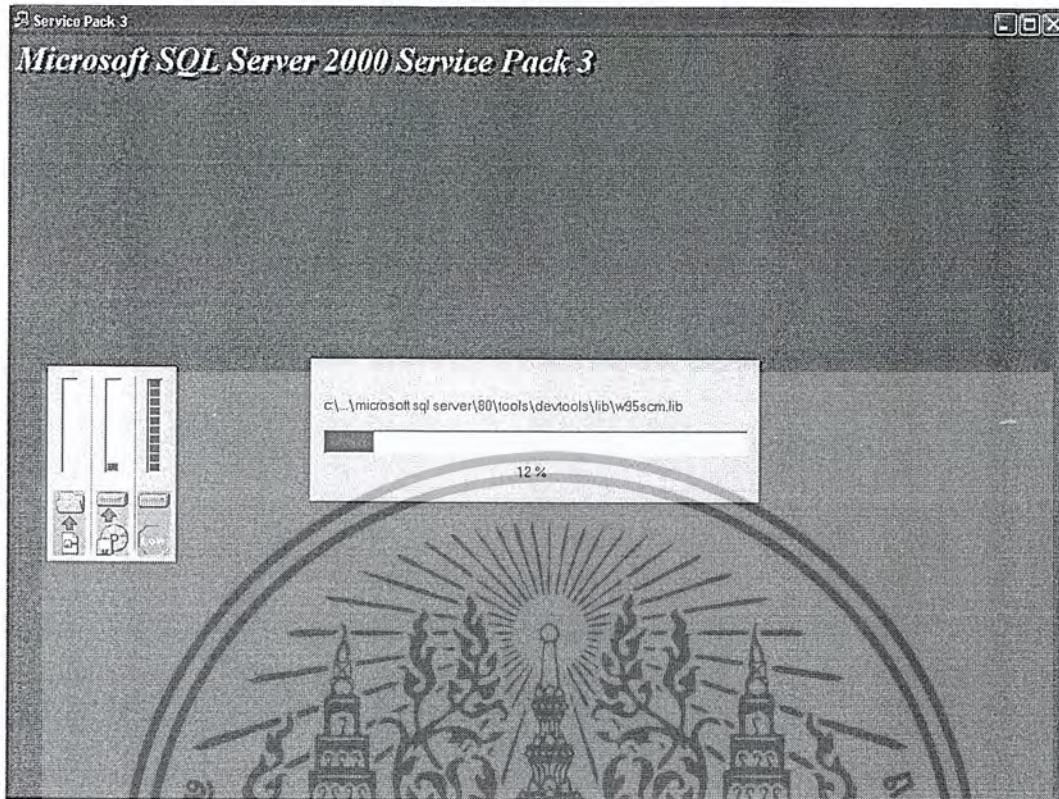 Service Pack 3
Microsoft SQL Server 2000 Service Pack 3
c:\...\microsoft sql server\80\tools\devtools\lib\w95scm.lib
12 %